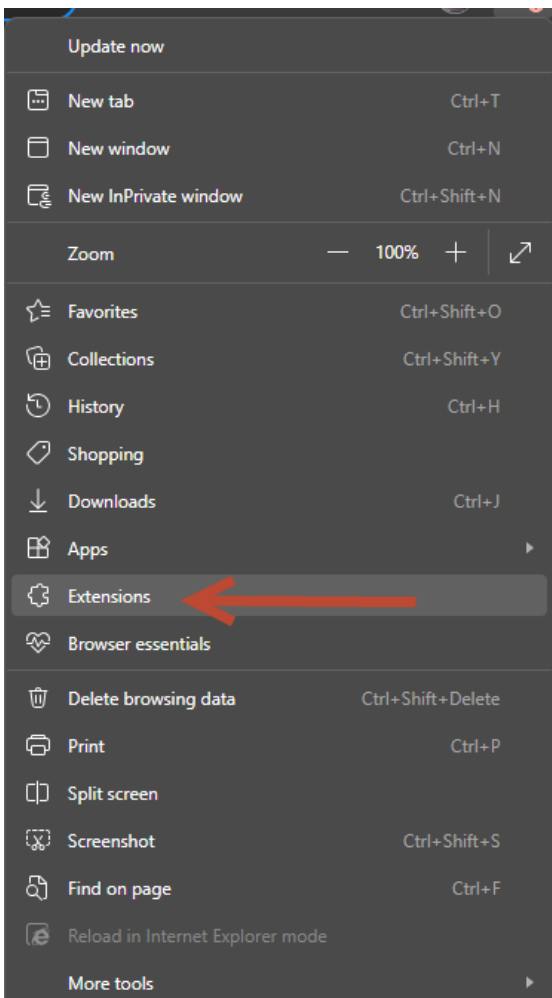 Update now
New tab Ctrl+T
New window Ctrl+N
New InPrivate window Ctrl+Shift+N
Zoom — 100% +
Favorites Ctrl+Shift+O
Collections Ctrl+Shift+Y
History Ctrl+H
Shopping
Downloads Ctrl+J
Apps
Extensions
Browser essentials
Delete browsing data Ctrl+Shift+Delete
Print Ctrl+P
Split screen
Screenshot Ctrl+Shift+S
Find on page Ctrl+F
Reload in Internet Explorer mode
More tools